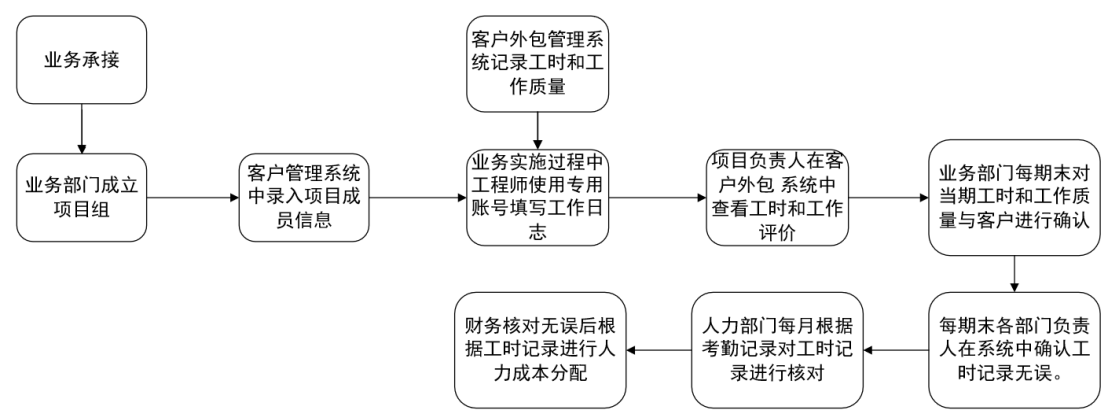 业务承接
客户外包管理系
统记录工时和工
作质量
业务部门成立
项目组
客户管理系统
中录入项目成
员信息
业务实施过程中
工程师使用专用
账号填写工作日
志
项目负责人在客
户外包 系统中
查看工时和工作
评价
业务部门每期末对
当期工时和工作质
量与客户进行确认
每期末各部门负责
人在系统中确认工
时记录无误。
人力部门每月根据
考勤记录对工时记
录进行核对
财务核对无误后根
据工时记录进行人
力成本分配